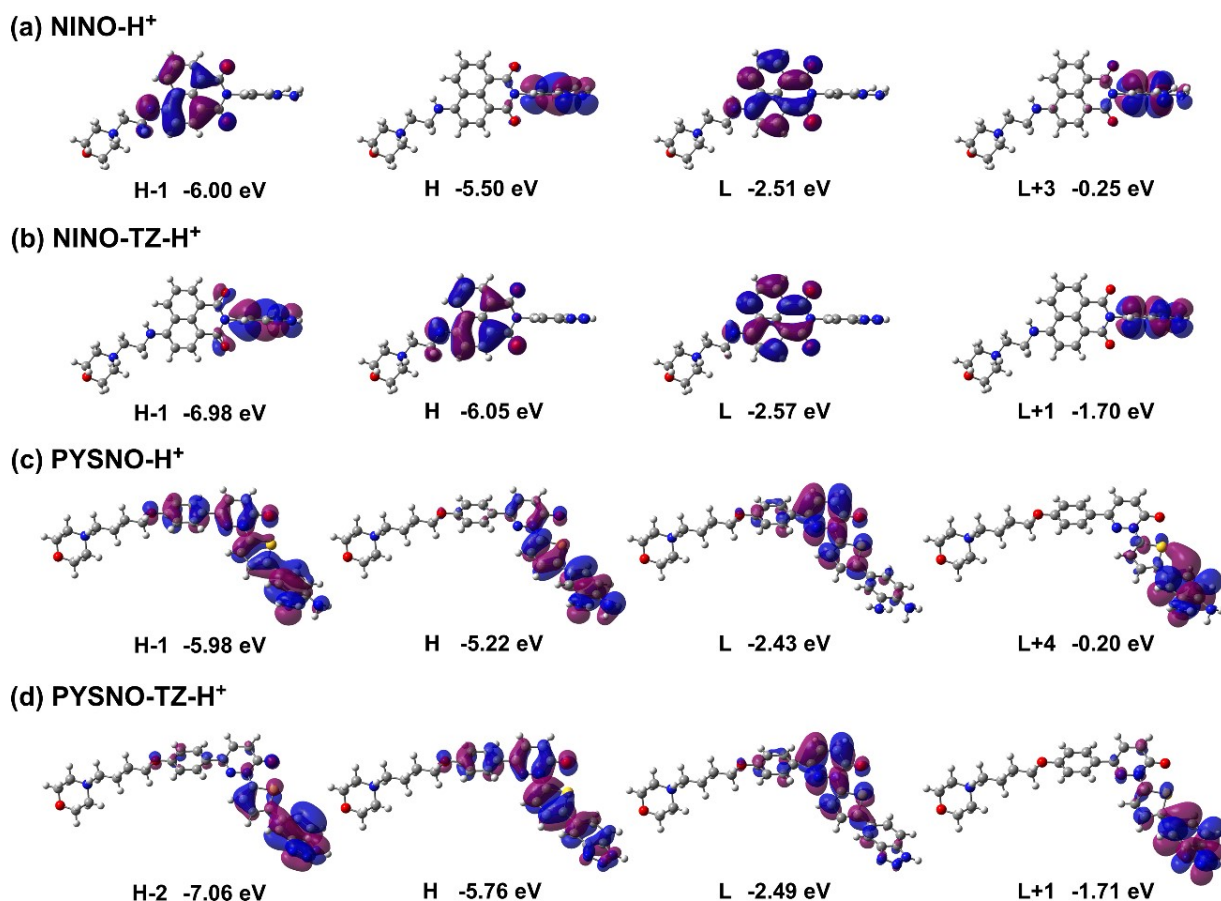 (a) NINO-H⁺
H-1 -6.00 eV H -5.50 eV L -2.51 eV L+3 -0.25 eV
(b) NINO-TZ-H⁺
H-1 -6.98 eV H -6.05 eV L -2.57 eV L+1 -1.70 eV
(c) PYSNO-H⁺
H-1 -5.98 eV H -5.22 eV L -2.43 eV L+4 -0.20 eV
(d) PYSNO-TZ-H⁺
H-2 -7.06 eV H -5.76 eV L -2.49 eV L+1 -1.71 eV